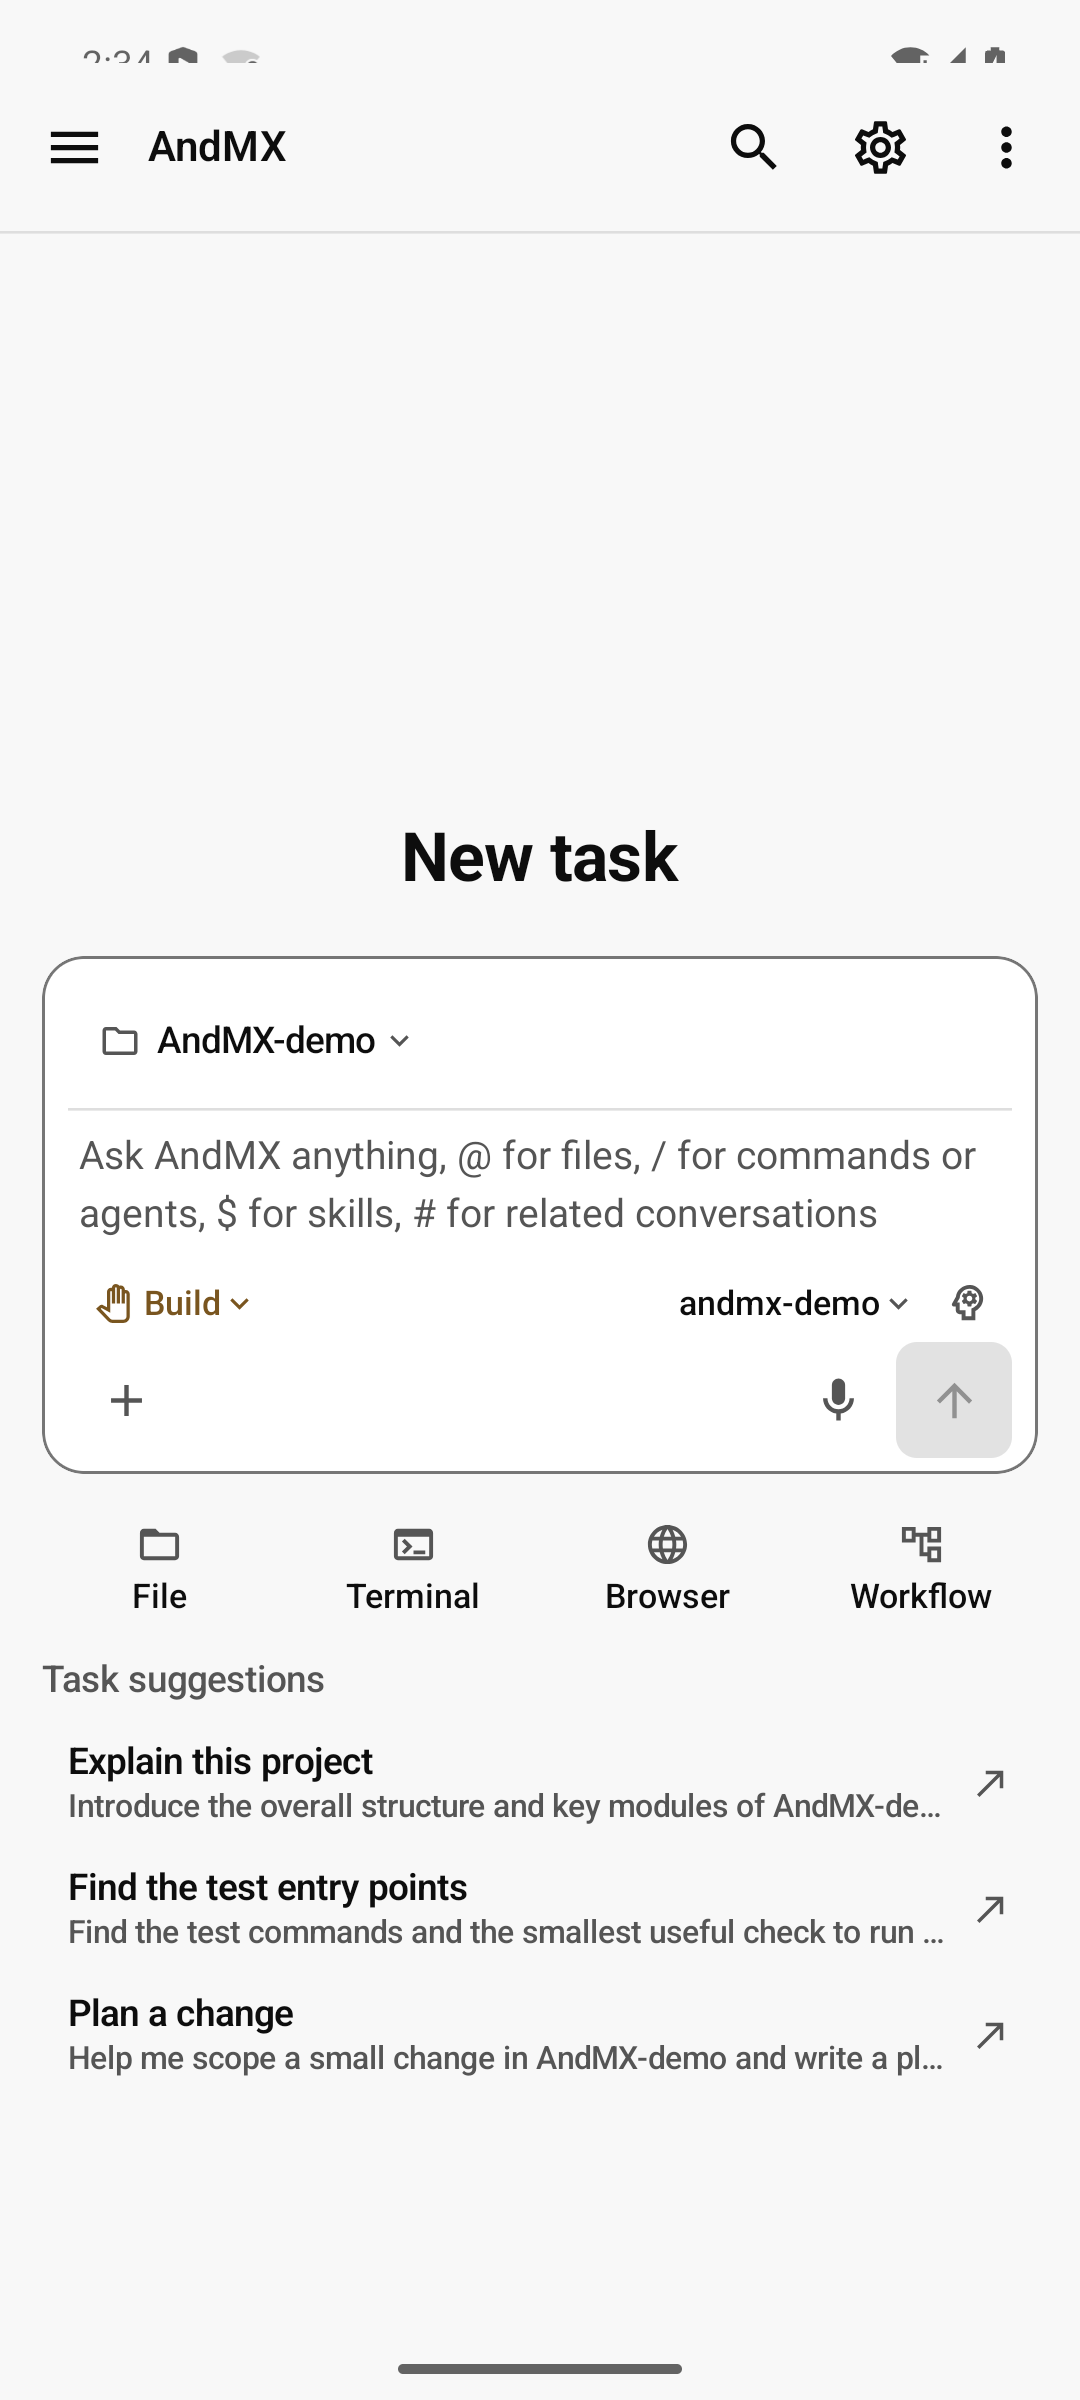 AndMX
New task
AndMX-demo
Ask AndMX anything, @ for files, / for commands or
agents, $ for skills, # for related conversations
Build
andmx-demo
File
Terminal
Browser
Workflow
Task suggestions
Explain this project
Introduce the overall structure and key modules of AndMX-de…
Find the test entry points
Find the test commands and the smallest useful check to run …
Plan a change
Help me scope a small change in AndMX-demo and write a pl…